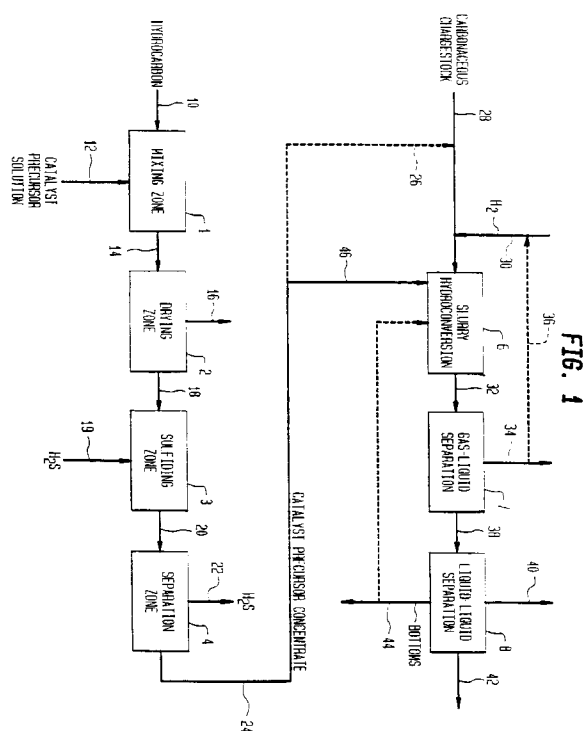 FIG. 1
36
H₂
30
34
40
CARBONACEOUS
CHARGESTOCK
28
SLURRY
HYDROCONVERSION
6
32
GAS-LIQUID
SEPARATION
38
LIQUID LIQUID
SEPARATION
8
42
26
46
BOTTOMS
44
CATALYST PRECURSOR CONCENTRATE
HYDROCARBON
10
MIXING ZONE
1
14
DRYING
ZONE
2
16
18
SULFIDING
ZONE
3
20
SEPARATION
ZONE
4
22
H₂S
24
12
CATALYST
PRECURSOR
SOLUTION
19
H₂S